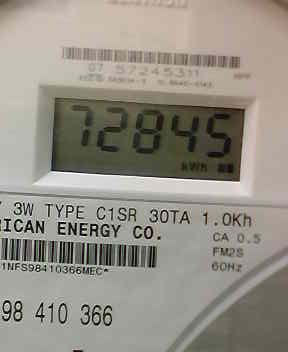 07 57245311
72845
kWh
3W TYPE C1SR 30TA 1.0Kh
RICAN ENERGY CO.
CA 0.5
FM2S
60Hz
1NFS98410366MEC*
98 410 366